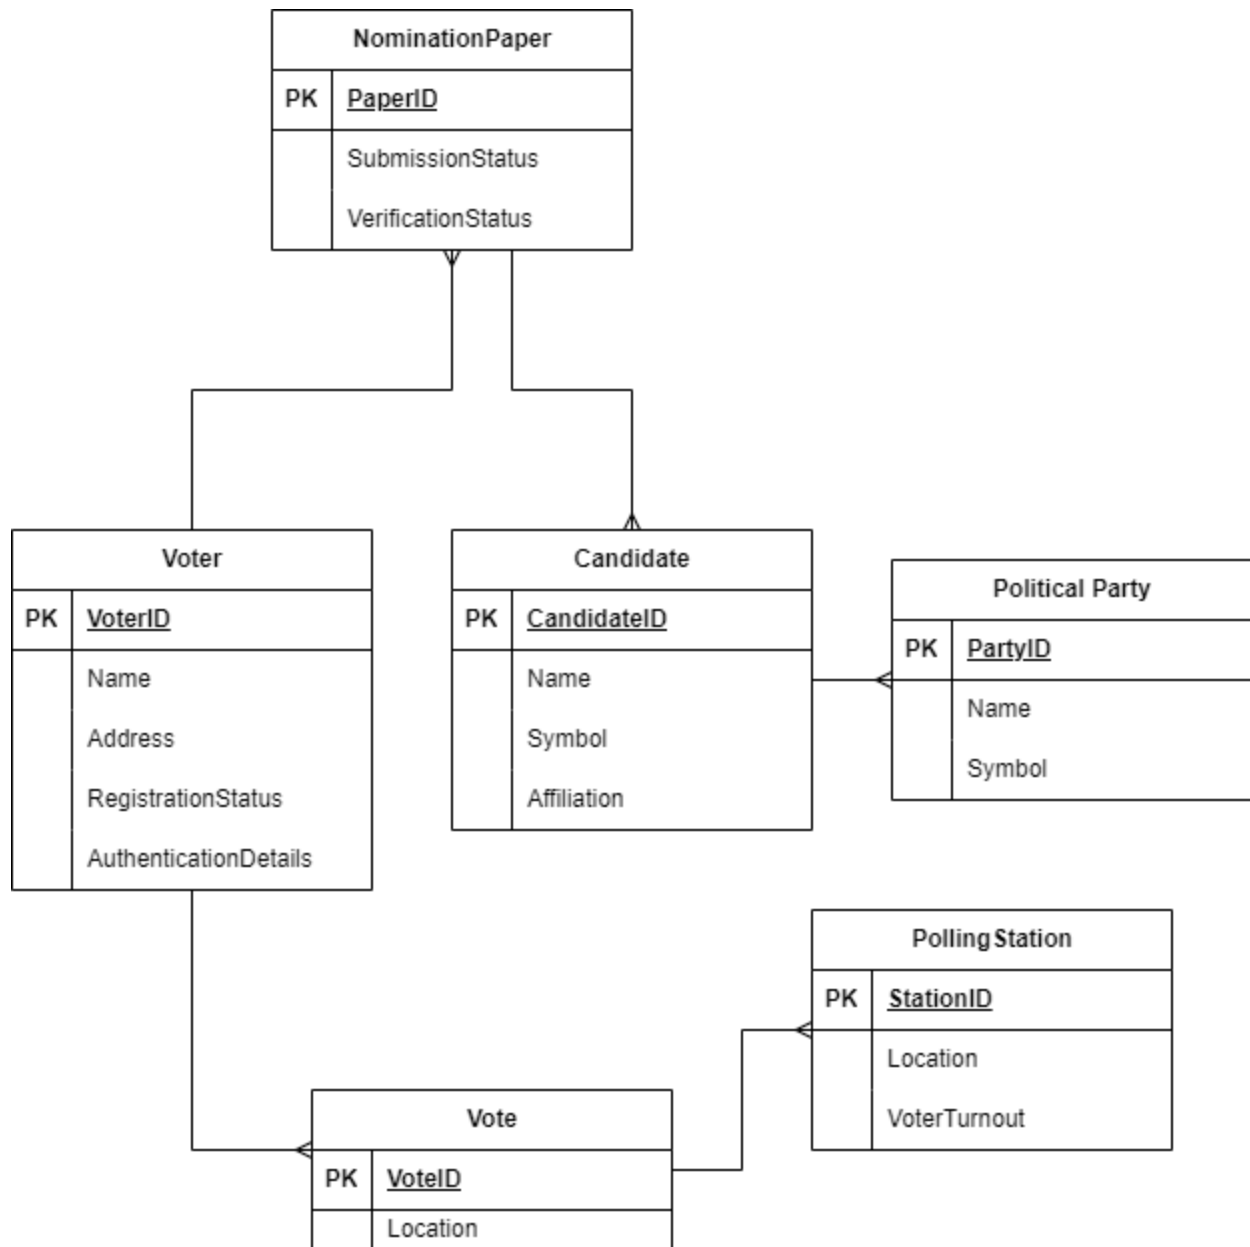 NominationPaper
PK PaperID
SubmissionStatus
VerificationStatus
Voter
PK VoterID
Name
Address
RegistrationStatus
AuthenticationDetails
Candidate
PK CandidateID
Name
Symbol
Affiliation
Political Party
PK PartyID
Name
Symbol
PollingStation
PK StationID
Location
VoterTurnout
Vote
PK VoteID
Location